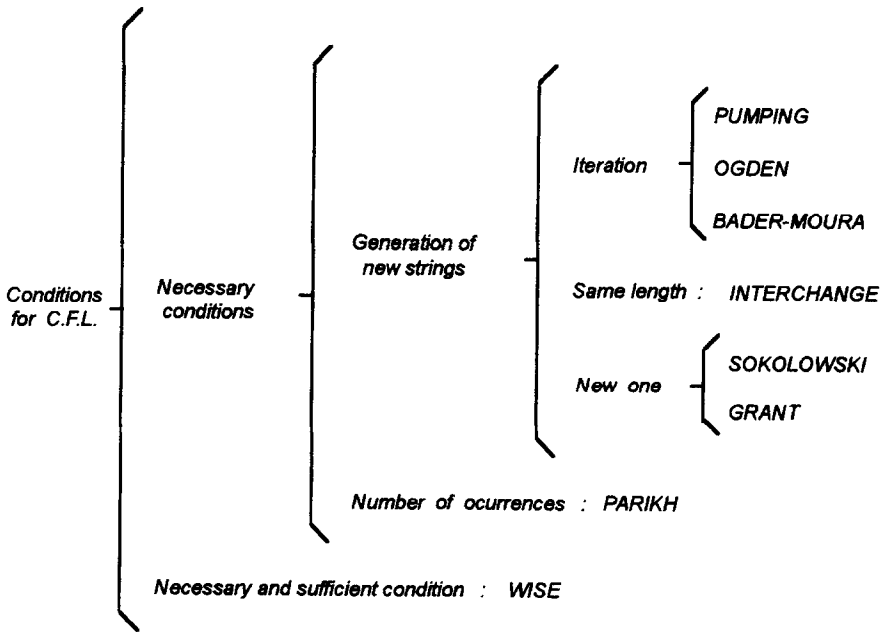 Conditions
for C.F.L.
Necessary
conditions
Generation of
new strings
Iteration
PUMPING
OGDEN
BADER-MOURA
Same length : INTERCHANGE
New one
SOKOLOWSKI
GRANT
Number of ocurrences : PARIKH
Necessary and sufficient condition : WISE